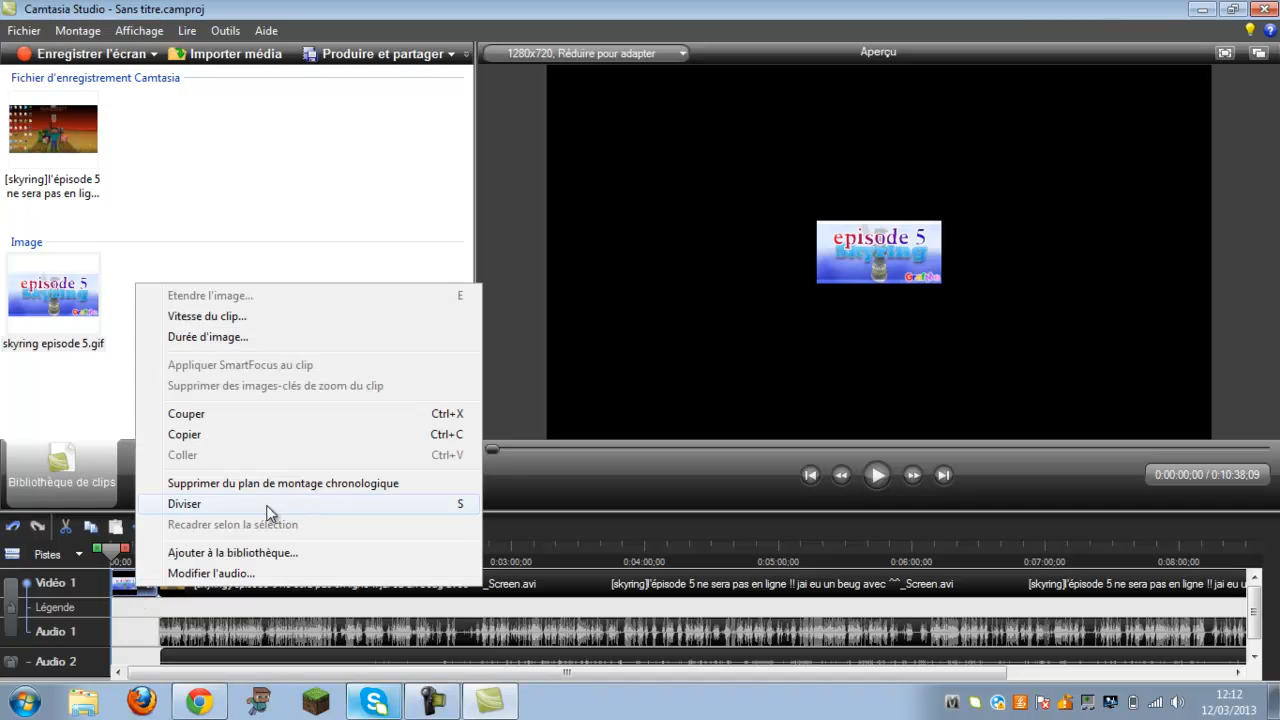 Camtasia Studio - Sans titre.camproj
Fichier Montage Affichage Lire Outils Aide
Enregistrer l'écran Importer média Produire et partager 1280x720, Réduire pour adapter Aperçu
Fichier d'enregistrement Camtasia
[skyring]l'épisode 5
ne sera pas en lig...
Image
episode 5
skyring
episode 5
skyring
skyring episode 5.gif
Etendre l'image... E
Vitesse du clip...
Durée d'image...
Appliquer SmartFocus au clip
Supprimer des images-clés de zoom du clip
Couper Ctrl+X
Copier Ctrl+C
Coller Ctrl+V
Supprimer du plan de montage chronologique
Diviser S
Recadrer selon la sélection
Ajouter à la bibliothèque...
Modifier l'audio...
Bibliothèque de clips
0:00:00;00 / 0:10:38;09
Pistes
0:03:00;00 0:04:00;00 0:05:00;00 0:06:00;00 0:07:00;00 0:08:00;00
Vidéo 1
_Screen.avi [skyring]l'épisode 5 ne sera pas en ligne !! jai eu un beug avec ^^_Screen.avi [skyring]l'épisode 5 ne sera pas en ligne !! jai eu u
Légende
Audio 1
Audio 2
12:12
12/03/2013